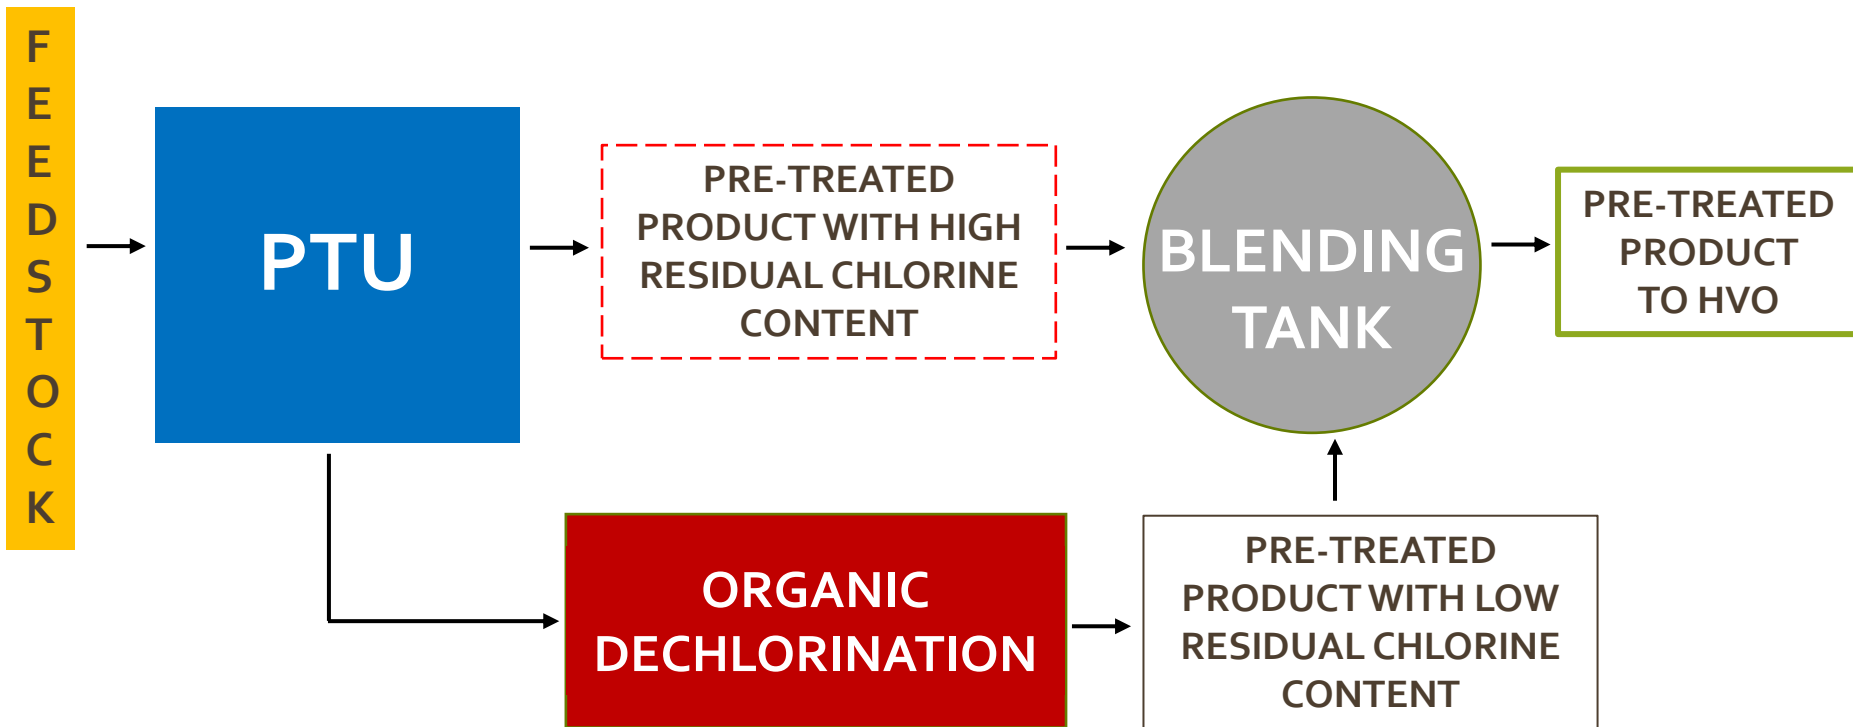 FEEDSTOCK
PTU
PRE-TREATED
PRODUCT WITH HIGH
RESIDUAL CHLORINE
CONTENT
BLENDING
TANK
PRE-TREATED
PRODUCT
TO HVO
ORGANIC
DECHLORINATION
PRE-TREATED
PRODUCT WITH LOW
RESIDUAL CHLORINE
CONTENT